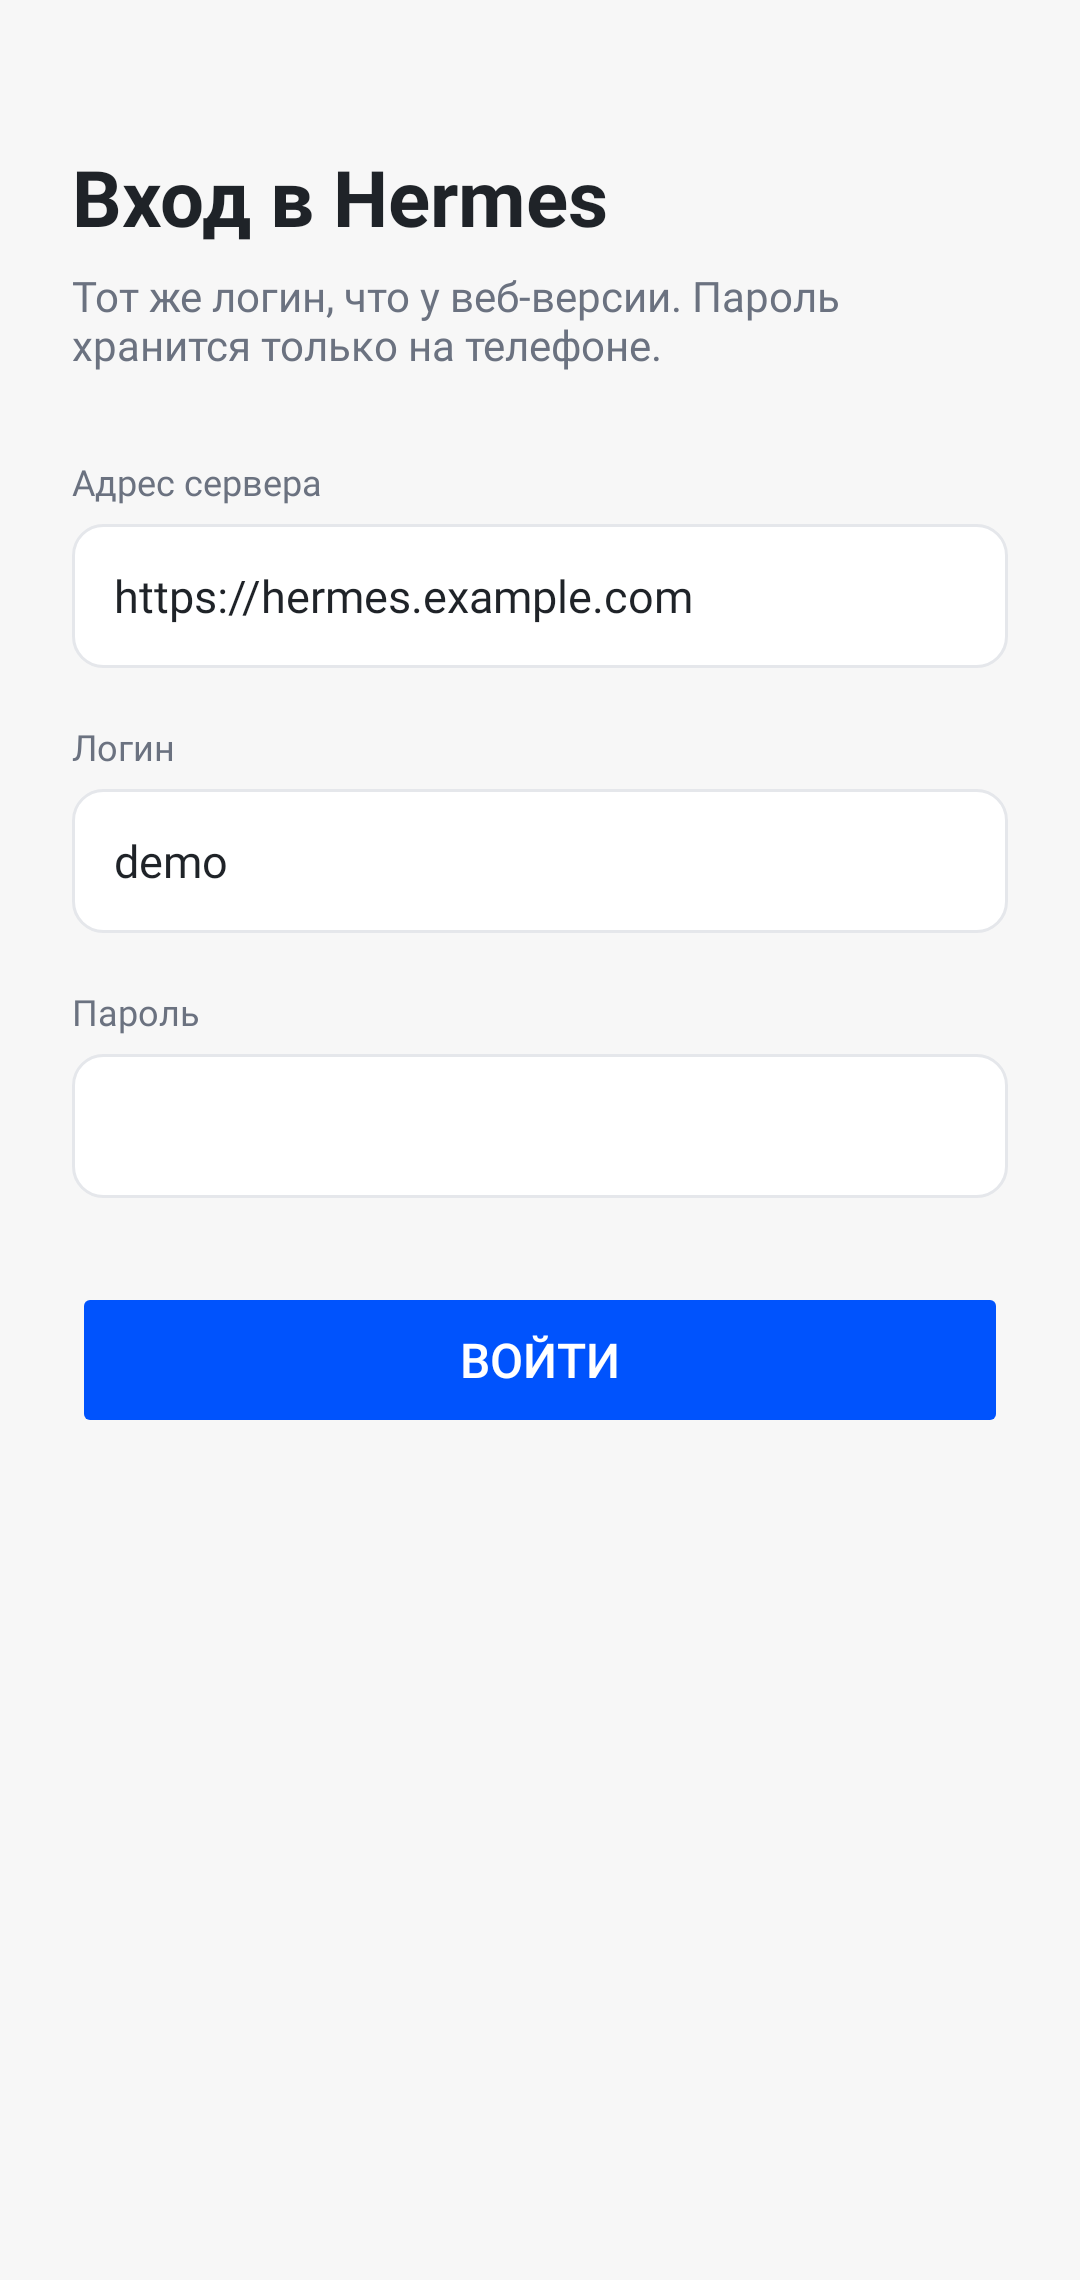 Вход в Hermes
Тот же логин, что у веб-версии. Пароль
хранится только на телефоне.
Адрес сервера
https://hermes.example.com
Логин
demo
Пароль
ВОЙТИ